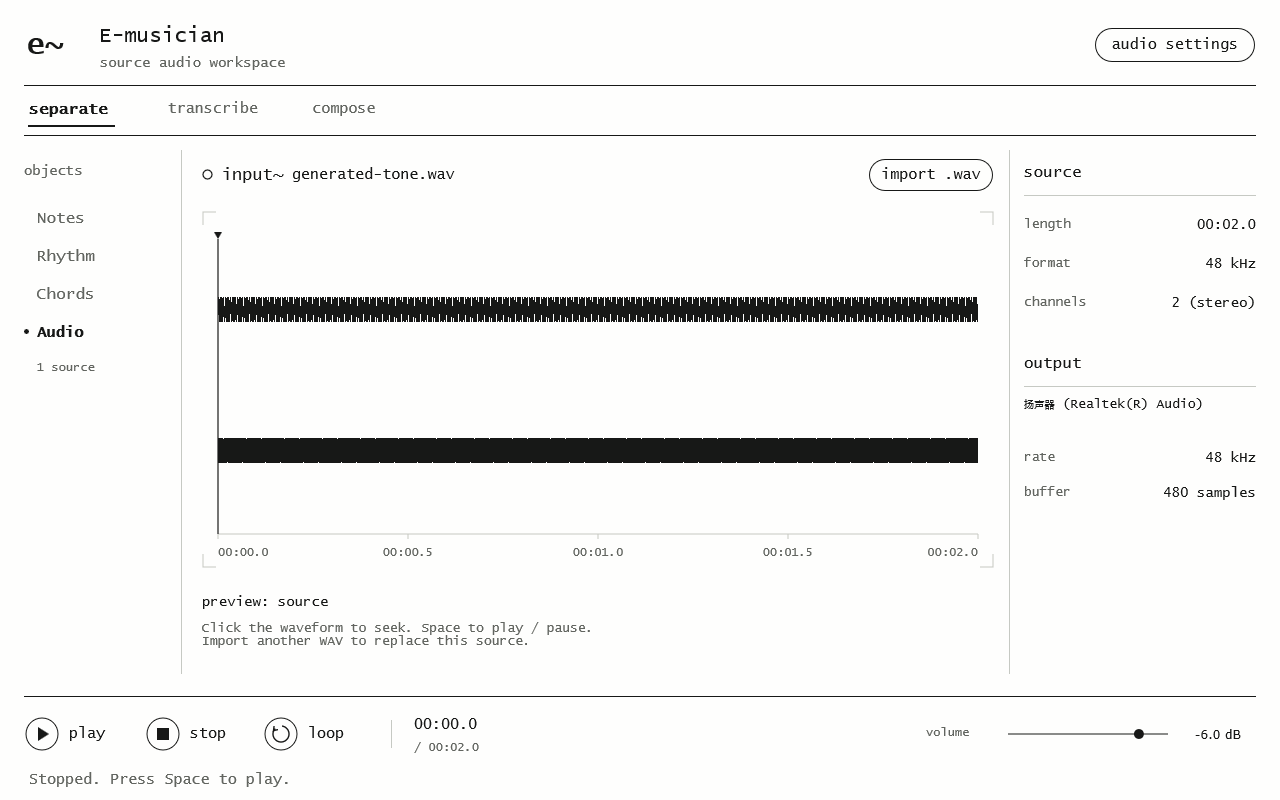 e~
E-musician
source audio workspace
audio settings
separate
transcribe
compose
objects
Notes
Rhythm
Chords
• Audio
1 source
input~ generated-tone.wav
import .wav
00:00.0
00:00.5
00:01.0
00:01.5
00:02.0
preview: source
Click the waveform to seek. Space to play / pause.
Import another WAV to replace this source.
source
length 00:02.0
format 48 kHz
channels 2 (stereo)
output
扬声器 (Realtek(R) Audio)
rate 48 kHz
buffer 480 samples
play
stop
loop
00:00.0
/ 00:02.0
volume
-6.0 dB
Stopped. Press Space to play.